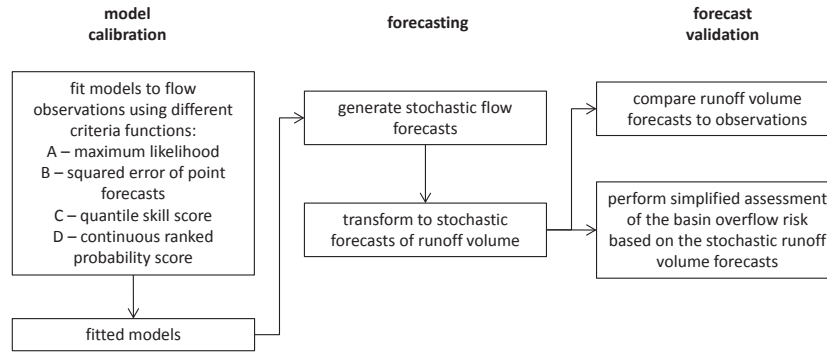 model
calibration
fit models to flow
observations using different
criteria functions:
A – maximum likelihood
B – squared error of point
forecasts
C – quantile skill score
D – continuous ranked
probability score
fitted models
forecasting
generate stochastic flow
forecasts
transform to stochastic
forecasts of runoff volume
forecast
validation
compare runoff volume
forecasts to observations
perform simplified assessment
of the basin overflow risk
based on the stochastic runoff
volume forecasts